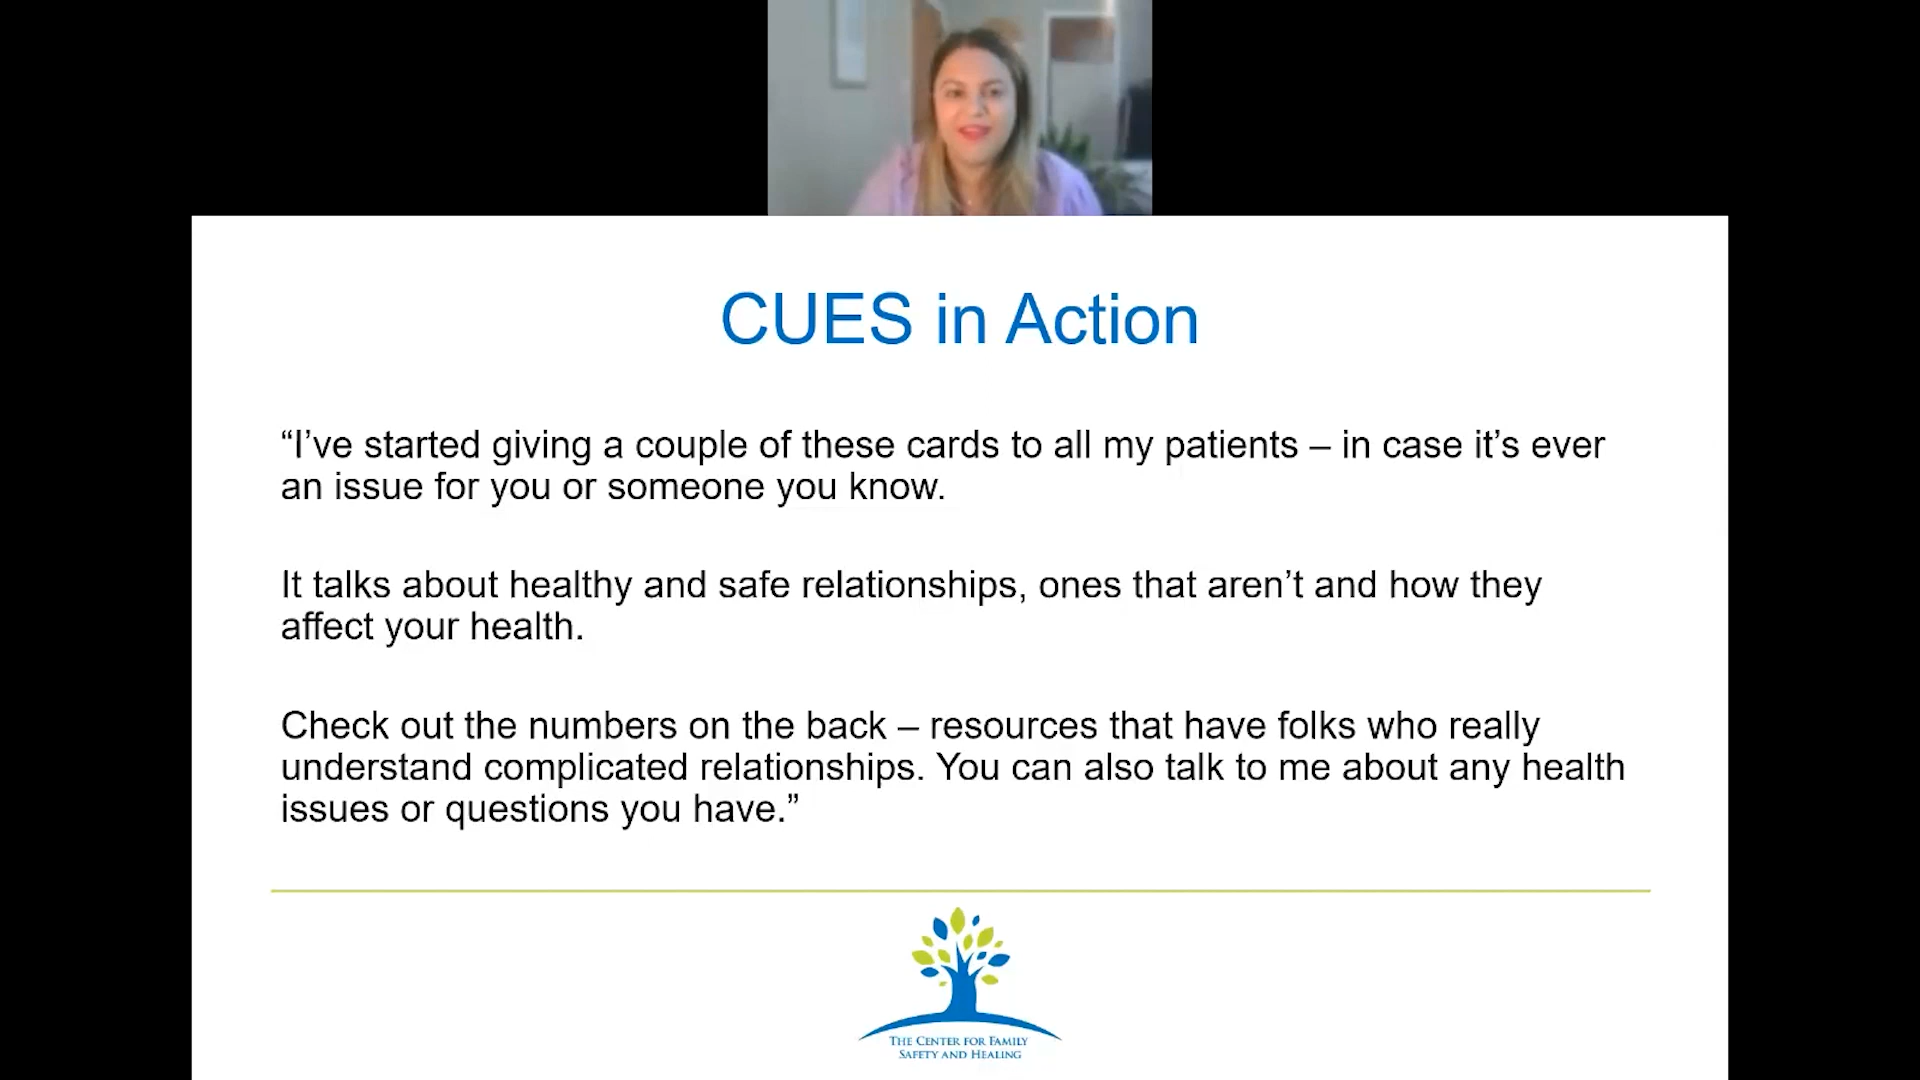 CUES in Action
“I’ve started giving a couple of these cards to all my patients – in case it’s ever
an issue for you or someone you know.
It talks about healthy and safe relationships, ones that aren’t and how they
affect your health.
Check out the numbers on the back – resources that have folks who really
understand complicated relationships. You can also talk to me about any health
issues or questions you have.”
THE CENTER FOR FAMILY
SAFETY AND HEALING